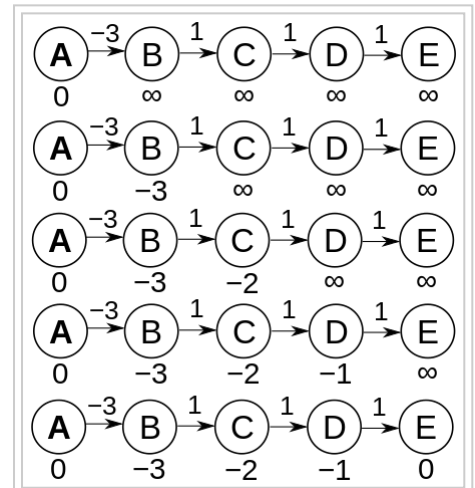 −3 1 1 1
A B C D E
0 ∞ ∞ ∞ ∞
−3 1 1 1
A B C D E
0 −3 ∞ ∞ ∞
−3 1 1 1
A B C D E
0 −3 −2 ∞ ∞
−3 1 1 1
A B C D E
0 −3 −2 −1 ∞
−3 1 1 1
A B C D E
0 −3 −2 −1 0